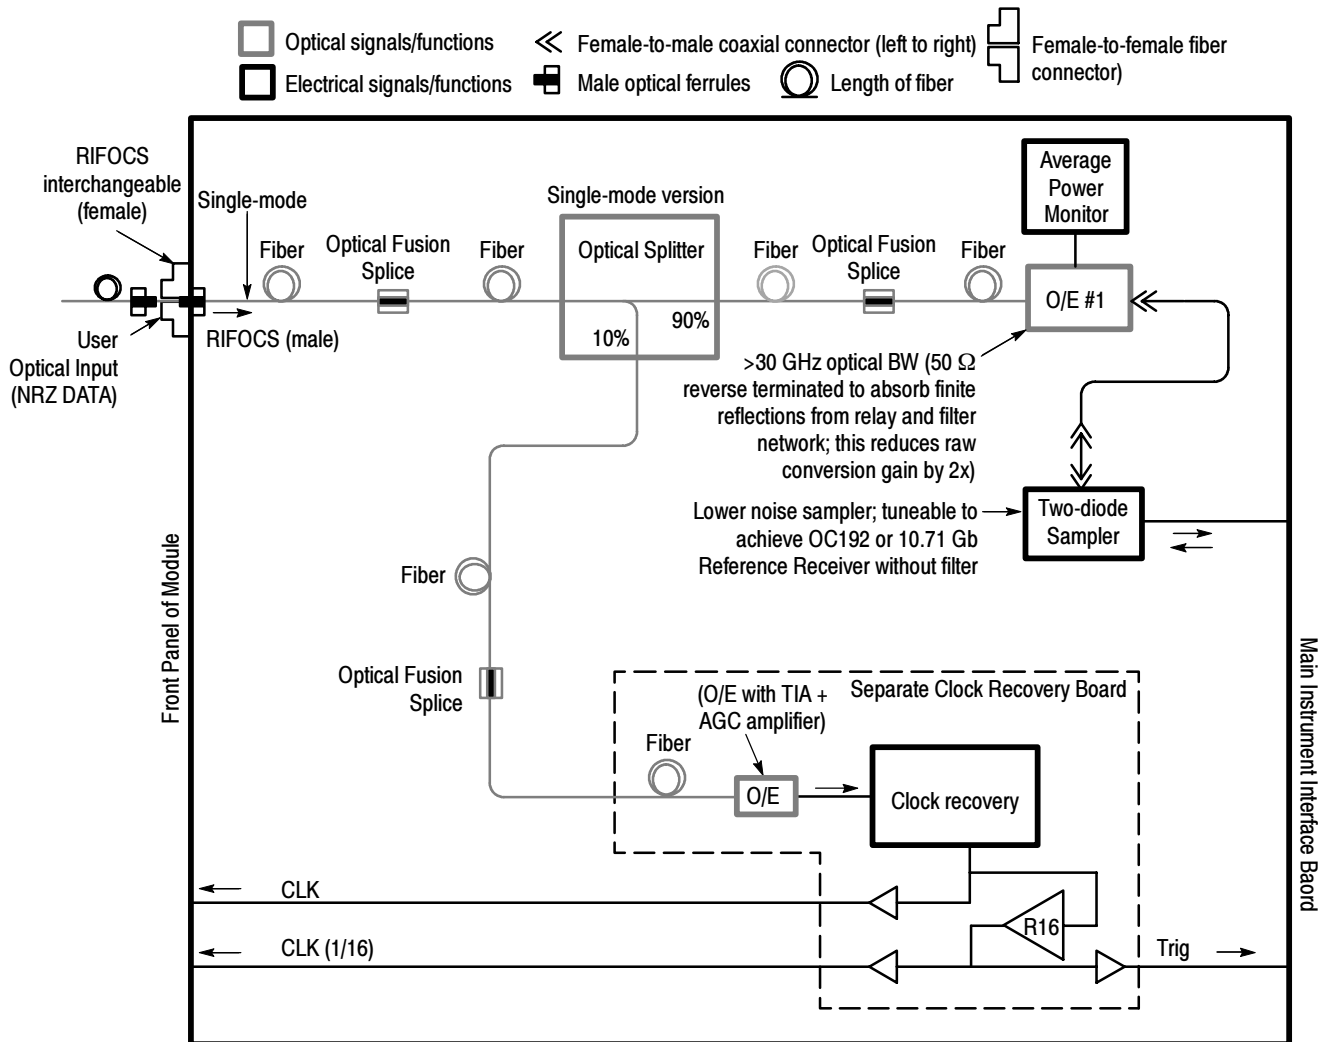 Optical signals/functions
Electrical signals/functions
Female-to-male coaxial connector (left to right)
Male optical ferrules
Length of fiber
Female-to-female fiber
connector)
RIFOCS
interchangeable
(female)
Single-mode
Fiber
Optical Fusion
Splice
Fiber
Single-mode version
Optical Splitter
90%
10%
Fiber
Optical Fusion
Splice
Fiber
Average
Power
Monitor
O/E #1
RIFOCS (male)
User
Optical Input
(NRZ DATA)
>30 GHz optical BW (50 Ω
reverse terminated to absorb finite
reflections from relay and filter
network; this reduces raw
conversion gain by 2x)
Lower noise sampler; tuneable to
achieve OC192 or 10.71 Gb
Reference Receiver without filter
Two-diode
Sampler
Front Panel of Module
Fiber
Optical Fusion
Splice
Main Instrument Interface Baord
Separate Clock Recovery Board
(O/E with TIA +
AGC amplifier)
Fiber
O/E
Clock recovery
CLK
R16
CLK (1/16)
Trig